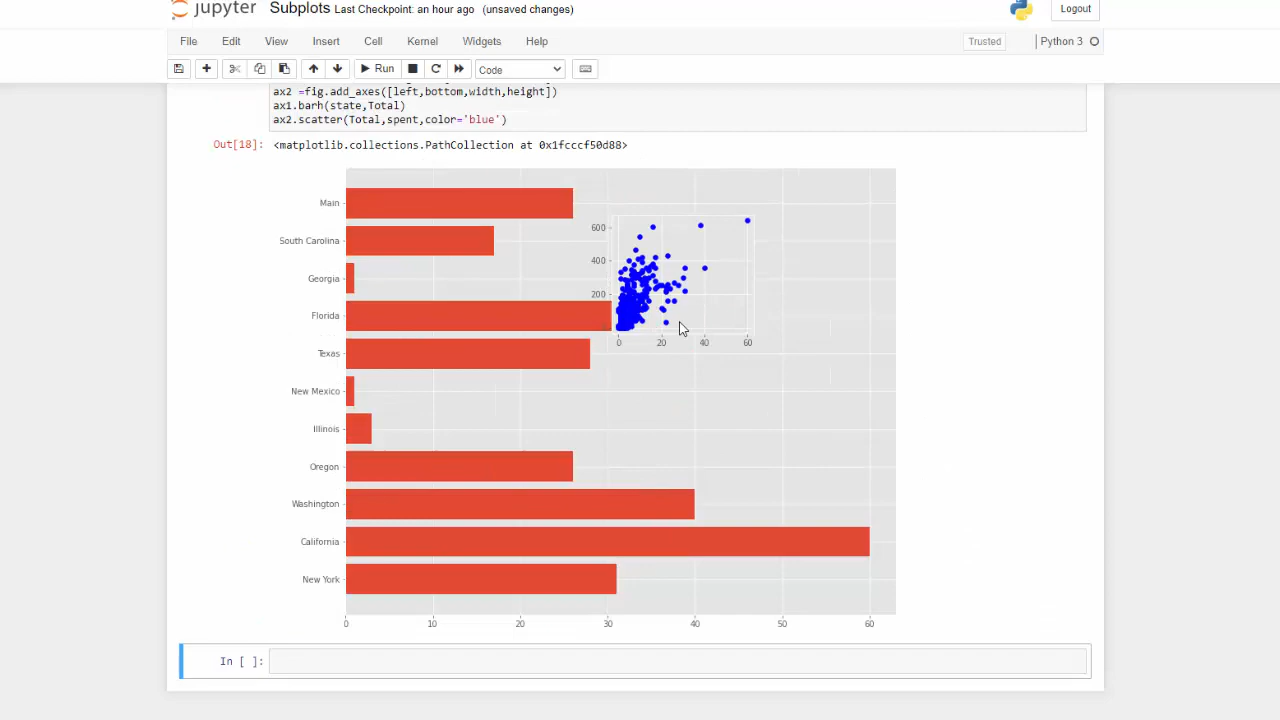 jupyter Subplots Last Checkpoint: an hour ago (unsaved changes) Logout
File Edit View Insert Cell Kernel Widgets Help Trusted Python 3
Run Code
ax2 =fig.add_axes([left,bottom,width,height])
ax1.barh(state,Total)
ax2.scatter(Total,spent,color='blue')
Out[18]: <matplotlib.collections.PathCollection at 0x1fcccf50d88>
Main
South Carolina
Georgia
Florida
Texas
New Mexico
Illinois
Oregon
Washington
California
New York
0 10 20 30 40 50 60
600
400
200
0 20 40 60
In [ ]: